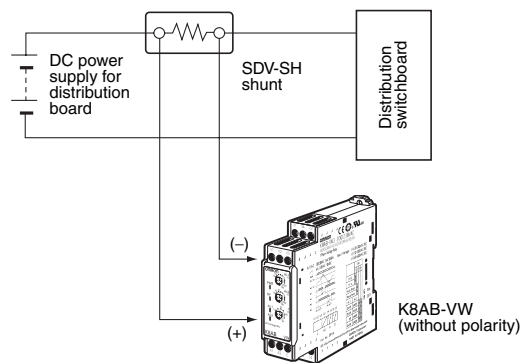 DC power
supply for
distribution
board
SDV-SH
shunt
Distribution
switchboard
(–)
(+)
K8AB-VW
(without polarity)